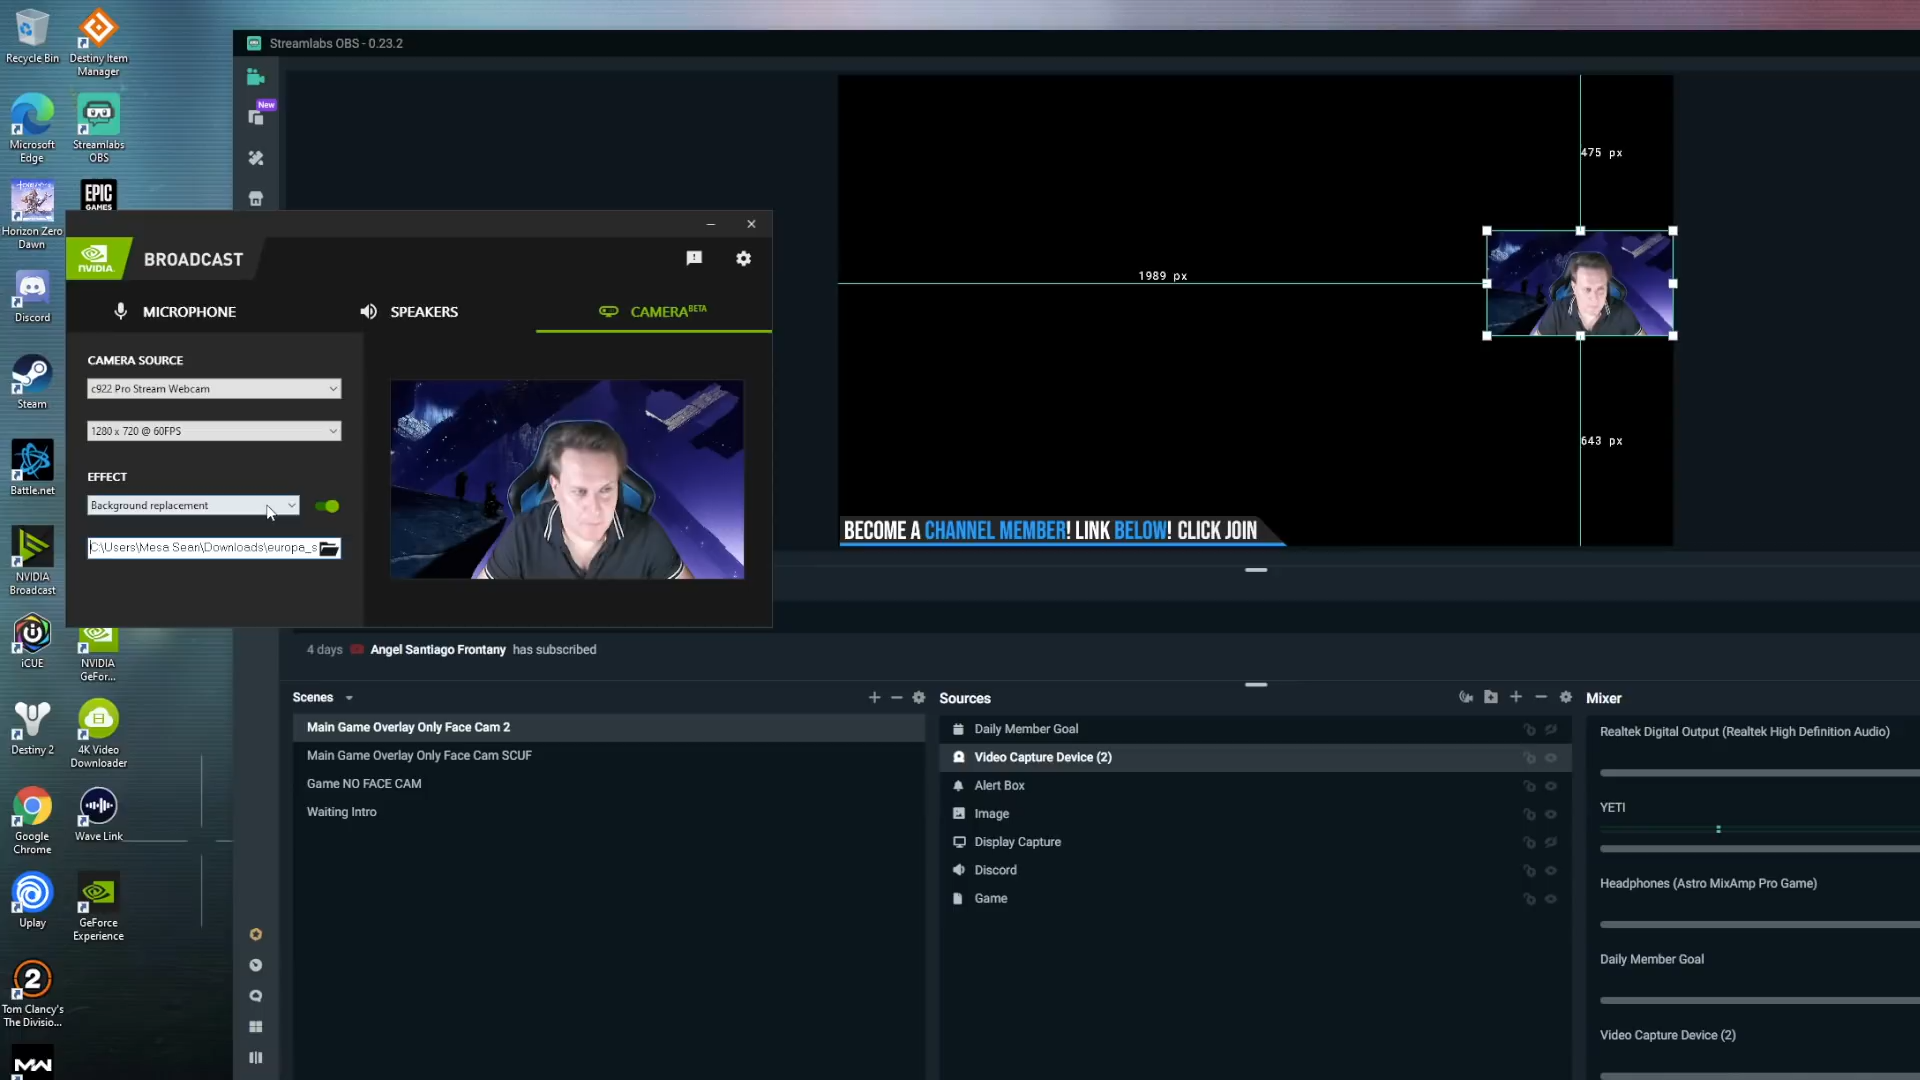 Recycle Bin
Destiny Item
Manager
Microsoft
Edge
Streamlabs
OBS
EPIC
GAMES
Horizon Zero
Dawn
Discord
Steam
Battle.net
NVIDIA
Broadcast
iCUE
NVIDIA
GeFor...
Destiny 2
4K Video
Downloader
Google
Chrome
Wave Link
Uplay
GeForce
Experience
2
Tom Clancy's
The Divisio...
MW
Streamlabs OBS - 0.23.2
New
NVIDIA.
BROADCAST
MICROPHONE
SPEAKERS
CAMERA BETA
CAMERA SOURCE
c922 Pro Stream Webcam
1280 x 720 @ 60FPS
EFFECT
Background replacement
C:\Users\Mesa Sean\Downloads\europa_s
475 px
1989 px
643 px
BECOME A CHANNEL MEMBER! LINK BELOW! CLICK JOIN
4 days Angel Santiago Frontany has subscribed
Scenes
Main Game Overlay Only Face Cam 2
Main Game Overlay Only Face Cam SCUF
Game NO FACE CAM
Waiting Intro
Sources
Daily Member Goal
Video Capture Device (2)
Alert Box
Image
Display Capture
Discord
Game
Mixer
Realtek Digital Output (Realtek High Definition Audio)
YETI
Headphones (Astro MixAmp Pro Game)
Daily Member Goal
Video Capture Device (2)